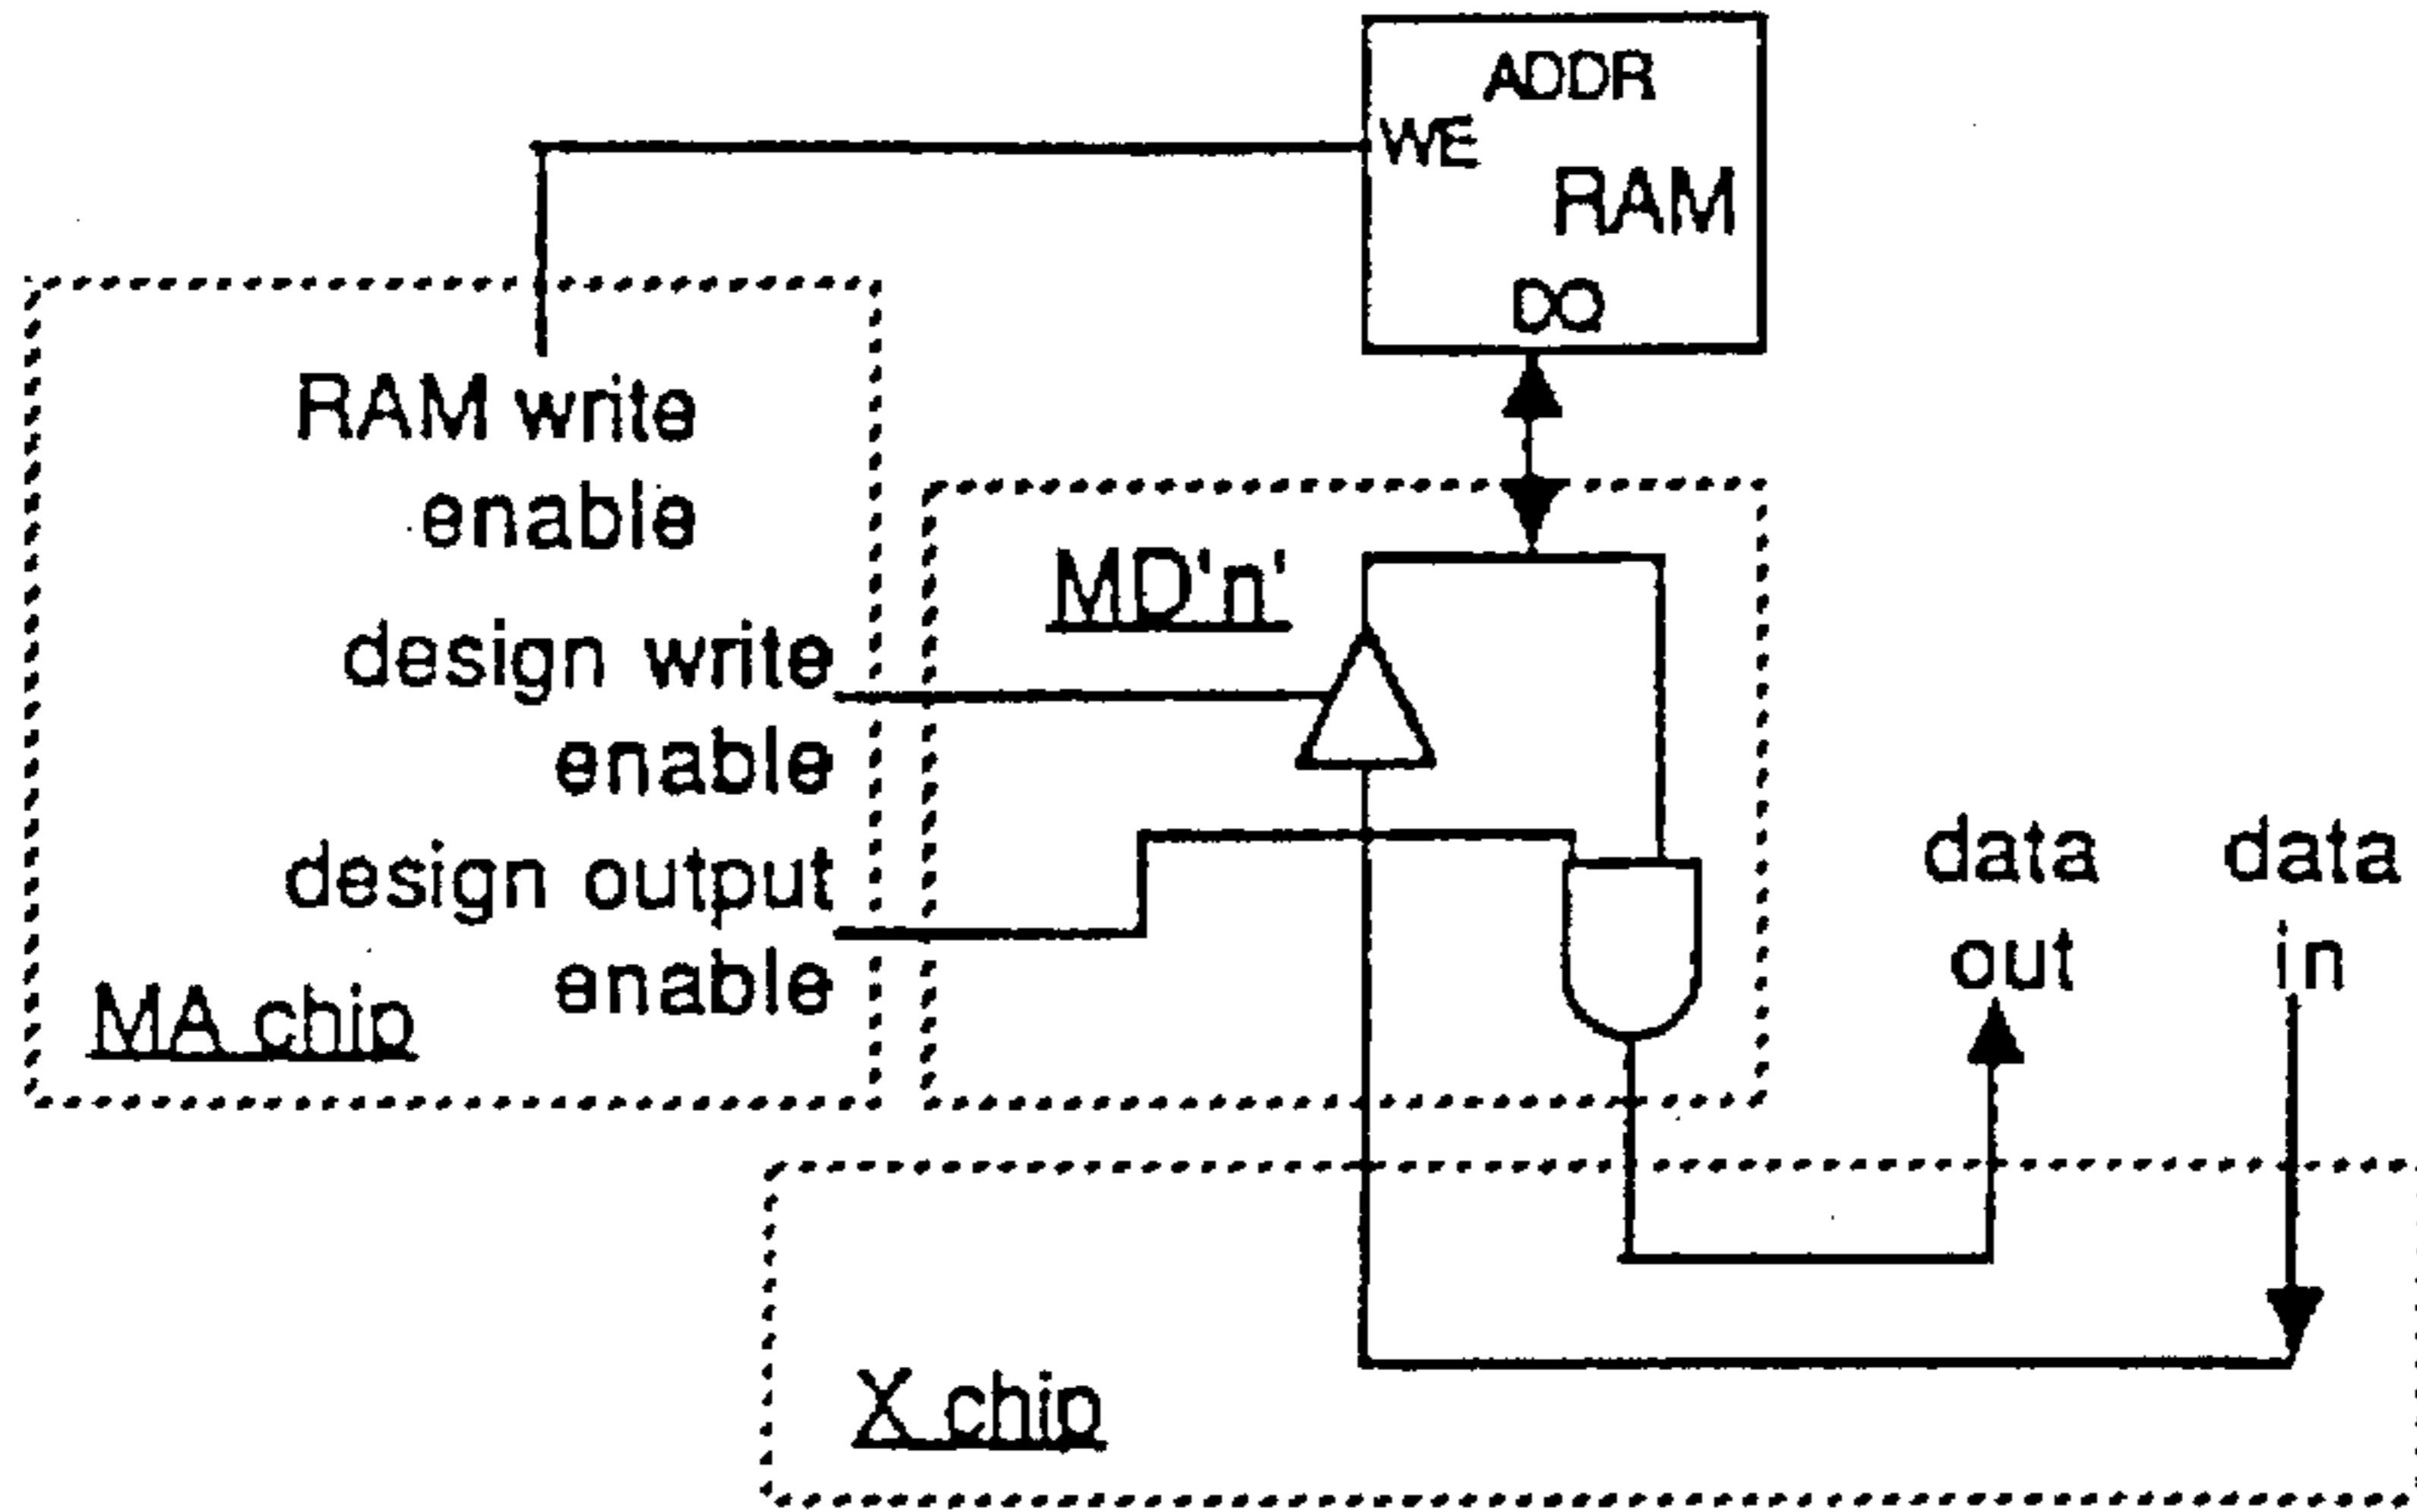 ADDR
WE
RAM
DQ
RAM write
enable
design write
enable
design output
enable
MA chip
MD'n'
data
out
data
in
X chip